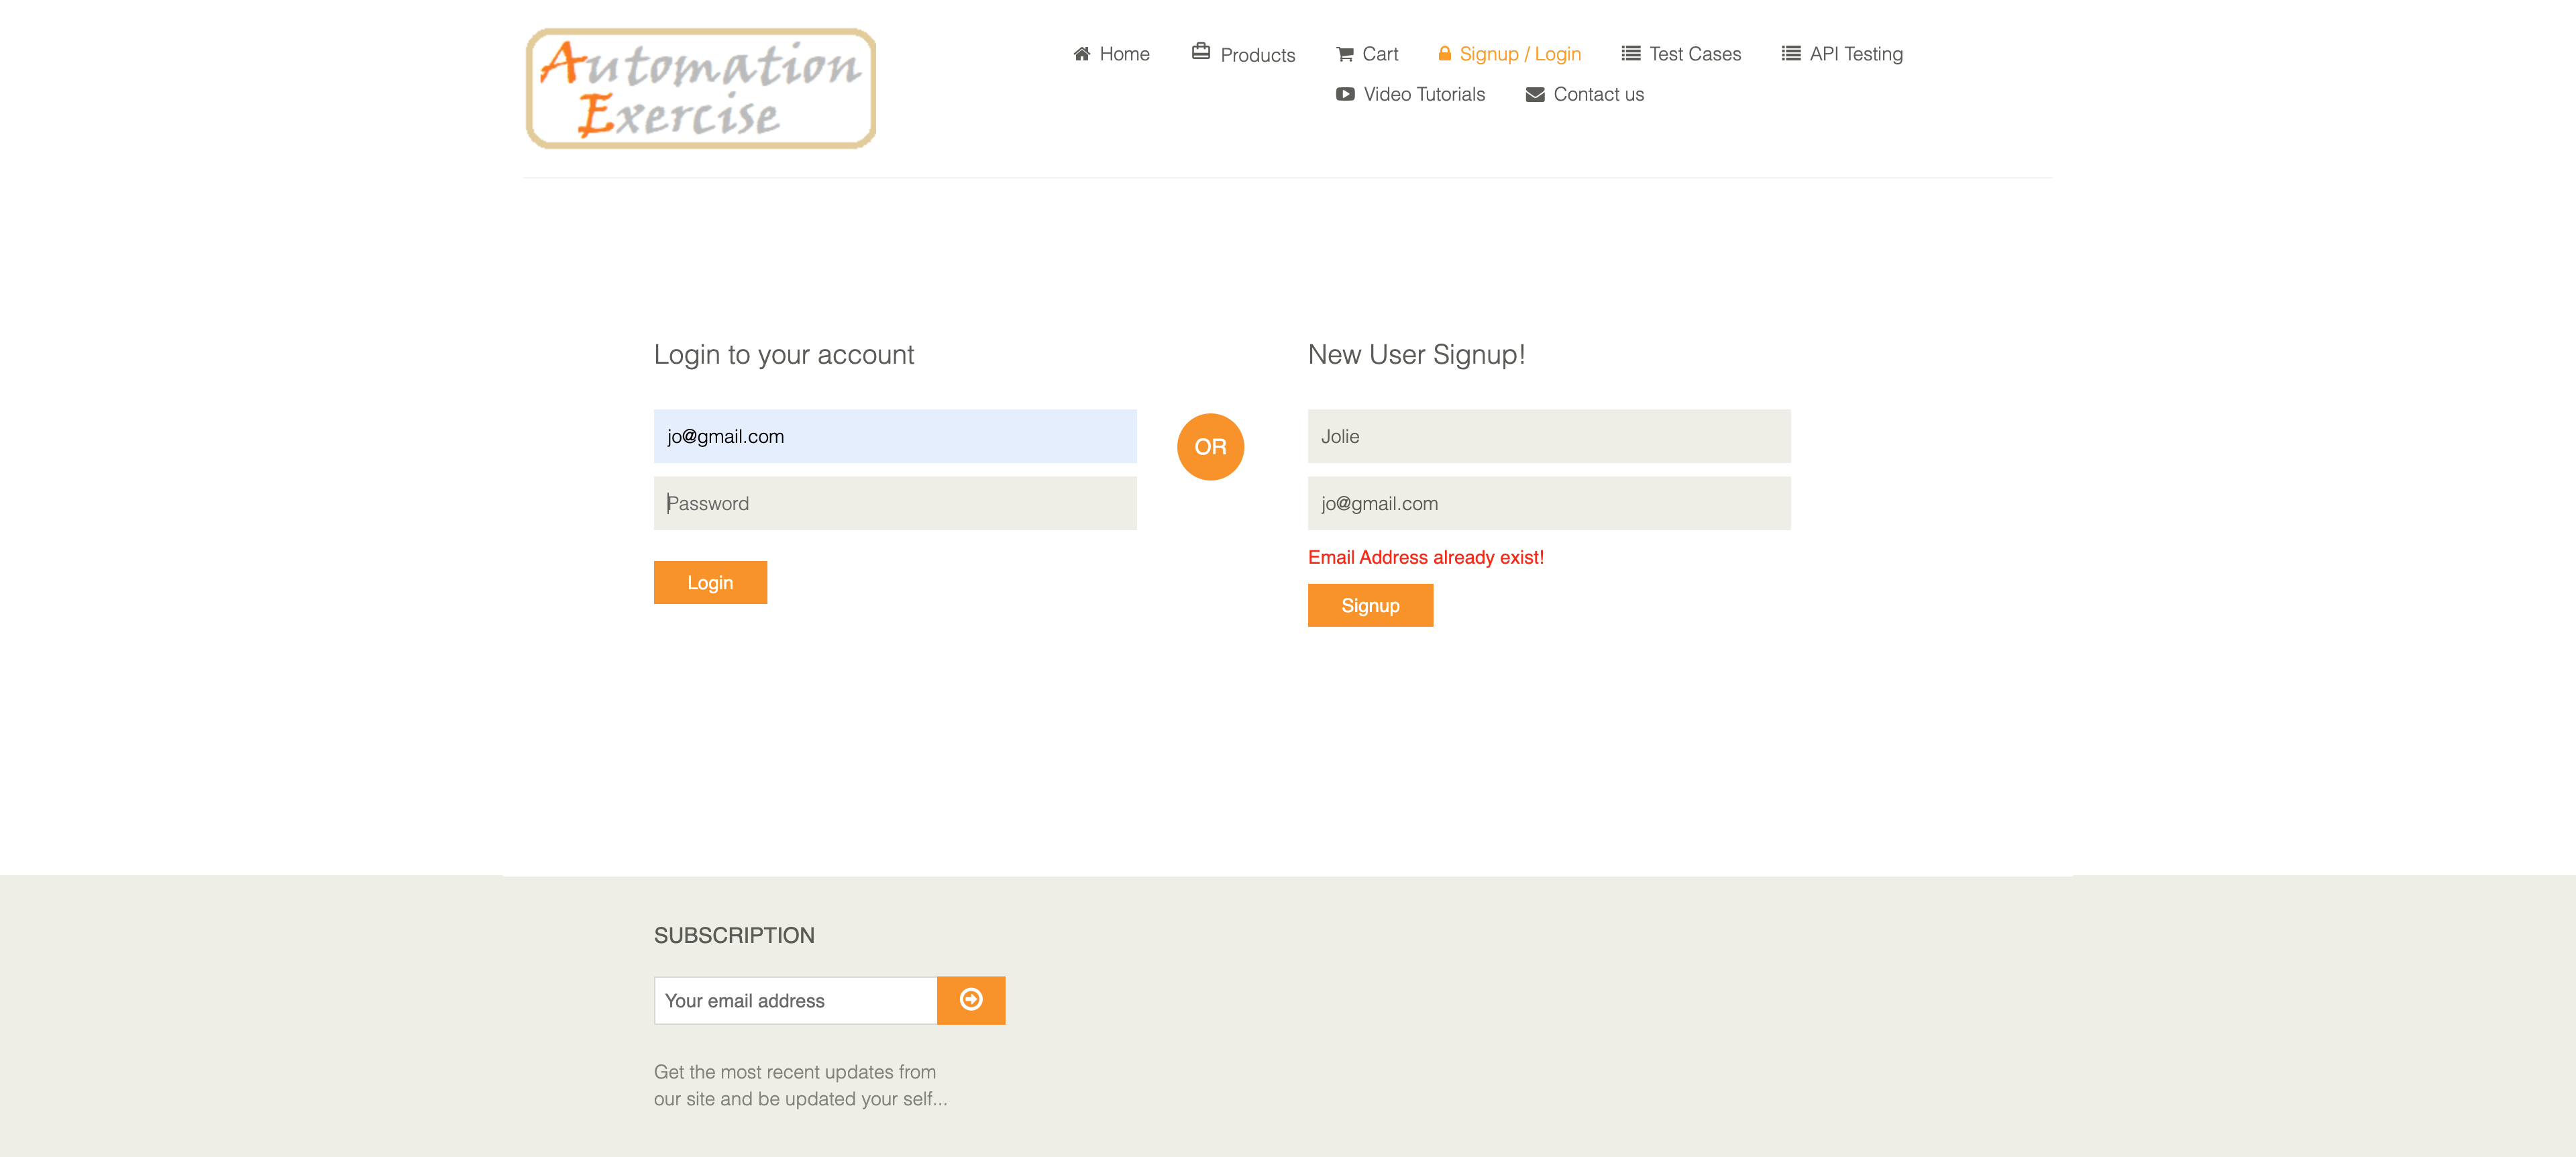 Automation
Exercise
Home Products Cart Signup / Login Test Cases API Testing
Video Tutorials Contact us
Login to your account
jo@gmail.com
Password
Login
OR
New User Signup!
Jolie
jo@gmail.com
Email Address already exist!
Signup
SUBSCRIPTION
Your email address
Get the most recent updates from
our site and be updated your self...